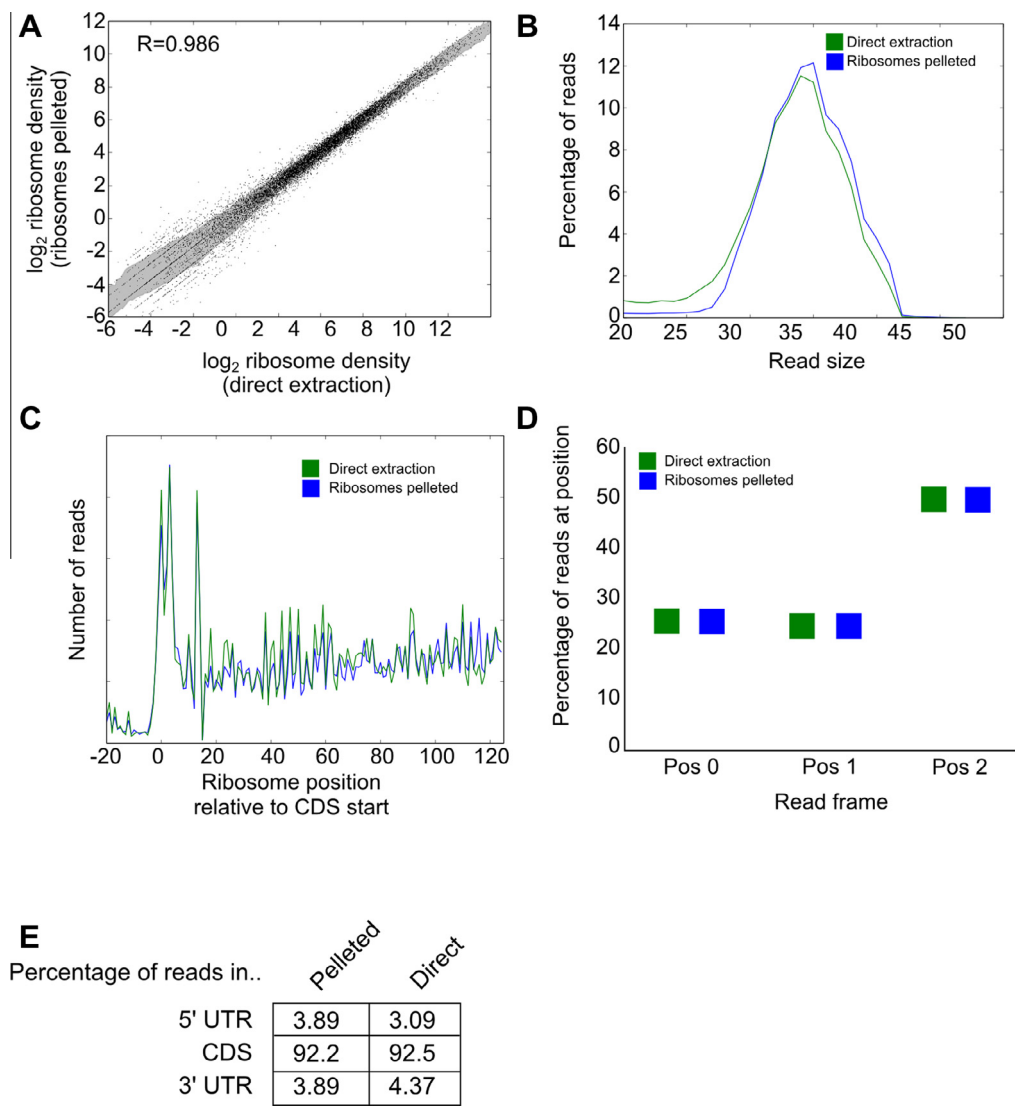 A
R=0.986
12
10
8
6
4
2
0
-2
-4
-6
-6 -4 -2 0 2 3 4 6 8 10 12
log2 ribosome density
(ribosomes pelleted)
log2 ribosome density
(direct extraction)
B
Direct extraction
Ribosomes pelleted
14
12
10
8
6
4
12
0
20 25 30 35 40 45 50
Percentage of reads
Read size
C
Direct extraction
Ribosomes pelleted
Number of reads
-20 0 20 40 60 80 100 120
Ribosome position
relative to CDS start
D
Direct extraction
Ribosomes pelleted
60
50
40
30
20
10
0
Percentage of reads at position
Pos 0 Pos 1 Pos 2
Read frame
E
Percentage of reads in.. Pelleted Direct
5' UTR 3.89 3.09
CDS 92.2 92.5
3' UTR 3.89 4.37